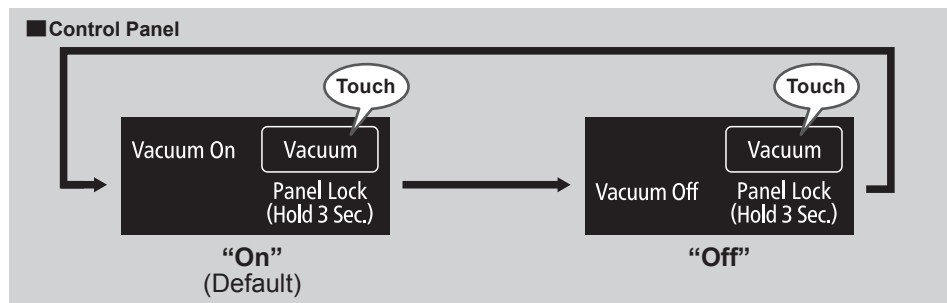 ■Control Panel
Touch
Vacuum On
Vacuum
Panel Lock
(Hold 3 Sec.)
“On”
(Default)
Touch
Vacuum
Vacuum Off
Panel Lock
(Hold 3 Sec.)
“Off”